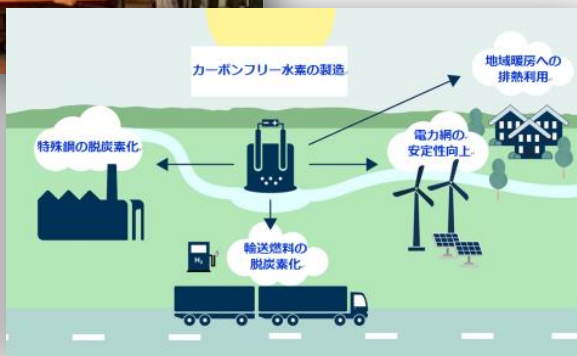 カーボンフリー水素の製造
地域暖房への
排熱利用
特殊鋼の脱炭素化
電力網の
安定性向上
輸送燃料の
脱炭素化
H₂